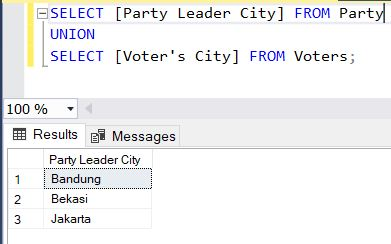 SELECT [Party Leader City] FROM Party
UNION
SELECT [Voter's City] FROM Voters;
100 %
Results Messages
Party Leader City
1 Bandung
2 Bekasi
3 Jakarta